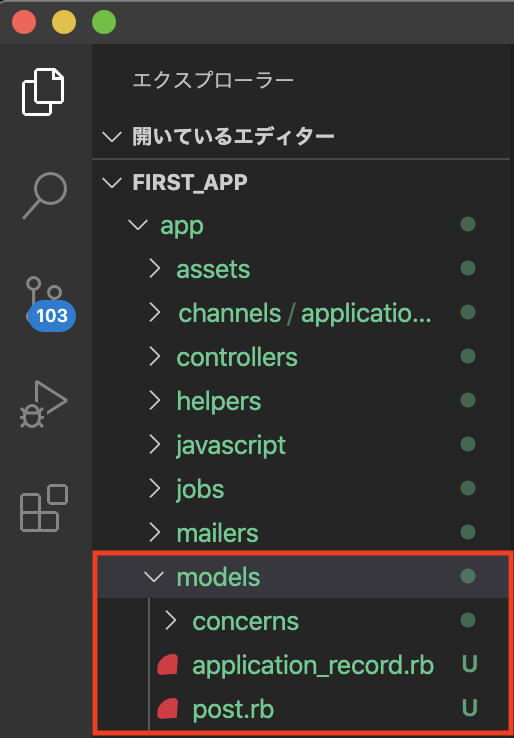 エクスプローラー
開いているエディター
FIRST_APP
app
assets
channels / applicatio...
controllers
103
helpers
javascript
jobs
mailers
models
concerns
application_record.rb U
post.rb U